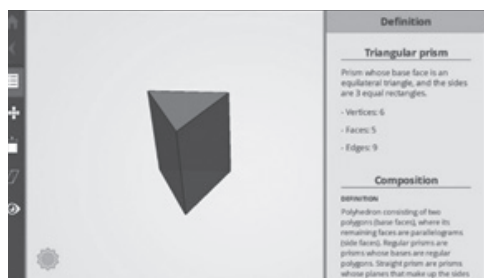 Definition
Triangular prism
Prism whose base face is an
equilateral triangle, and the sides
are 3 equal rectangles.
- Vertices: 6
- Faces: 5
- Edges: 9
Composition
DEFINITION
Polyhedron consisting of two
polygons (base faces), where its
remaining faces are parallelograms
(side faces). Regular prisms are
prisms whose bases are regular
polygons. Straight prism are prisms
whose planes that make up the sides